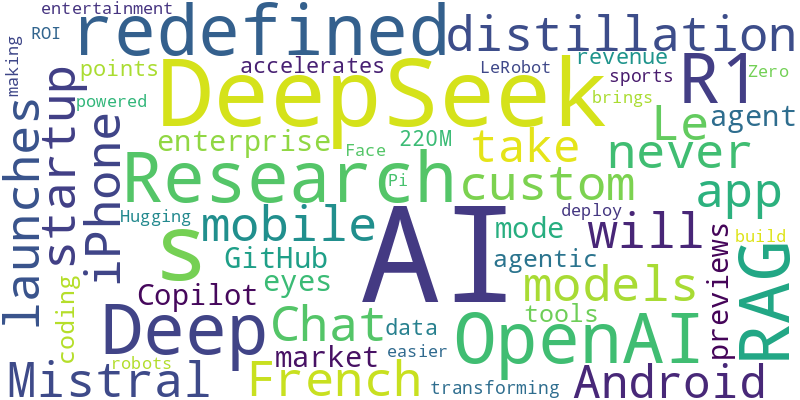 entertainment
ROI
redefined
distillation
making
points
accelerates
revenue
LeRobot
sports
Zero
powered
DeepSeek
R1
brings
launches
startup
iPhone
enterprise
220M
take
Le
agent
never
Face
Research
Pi
custom
app
Hugging
s
mobile
AI
mode
deploy
will
build
GitHub
agentic
previews
RAG
coding
eyes
models
Copilot
Deep
Chat
data
tools
OpenAI
market
easier
robots
Mistral
French
transforming
Android